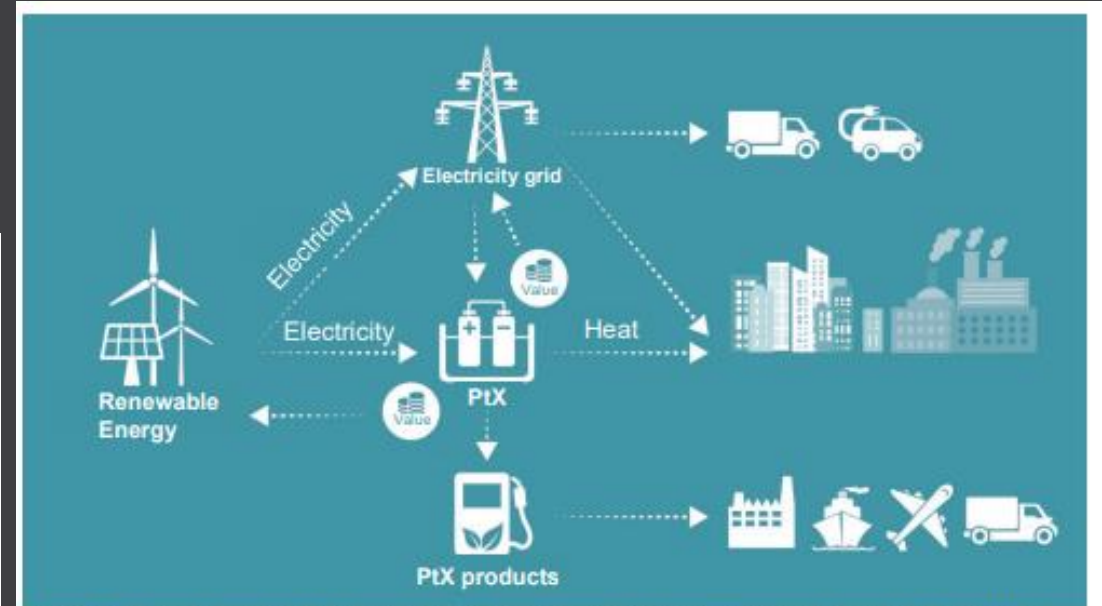 Electricity grid
Electricity
Value
Electricity
Heat
PtX
Renewable
Energy
Value
PtX products